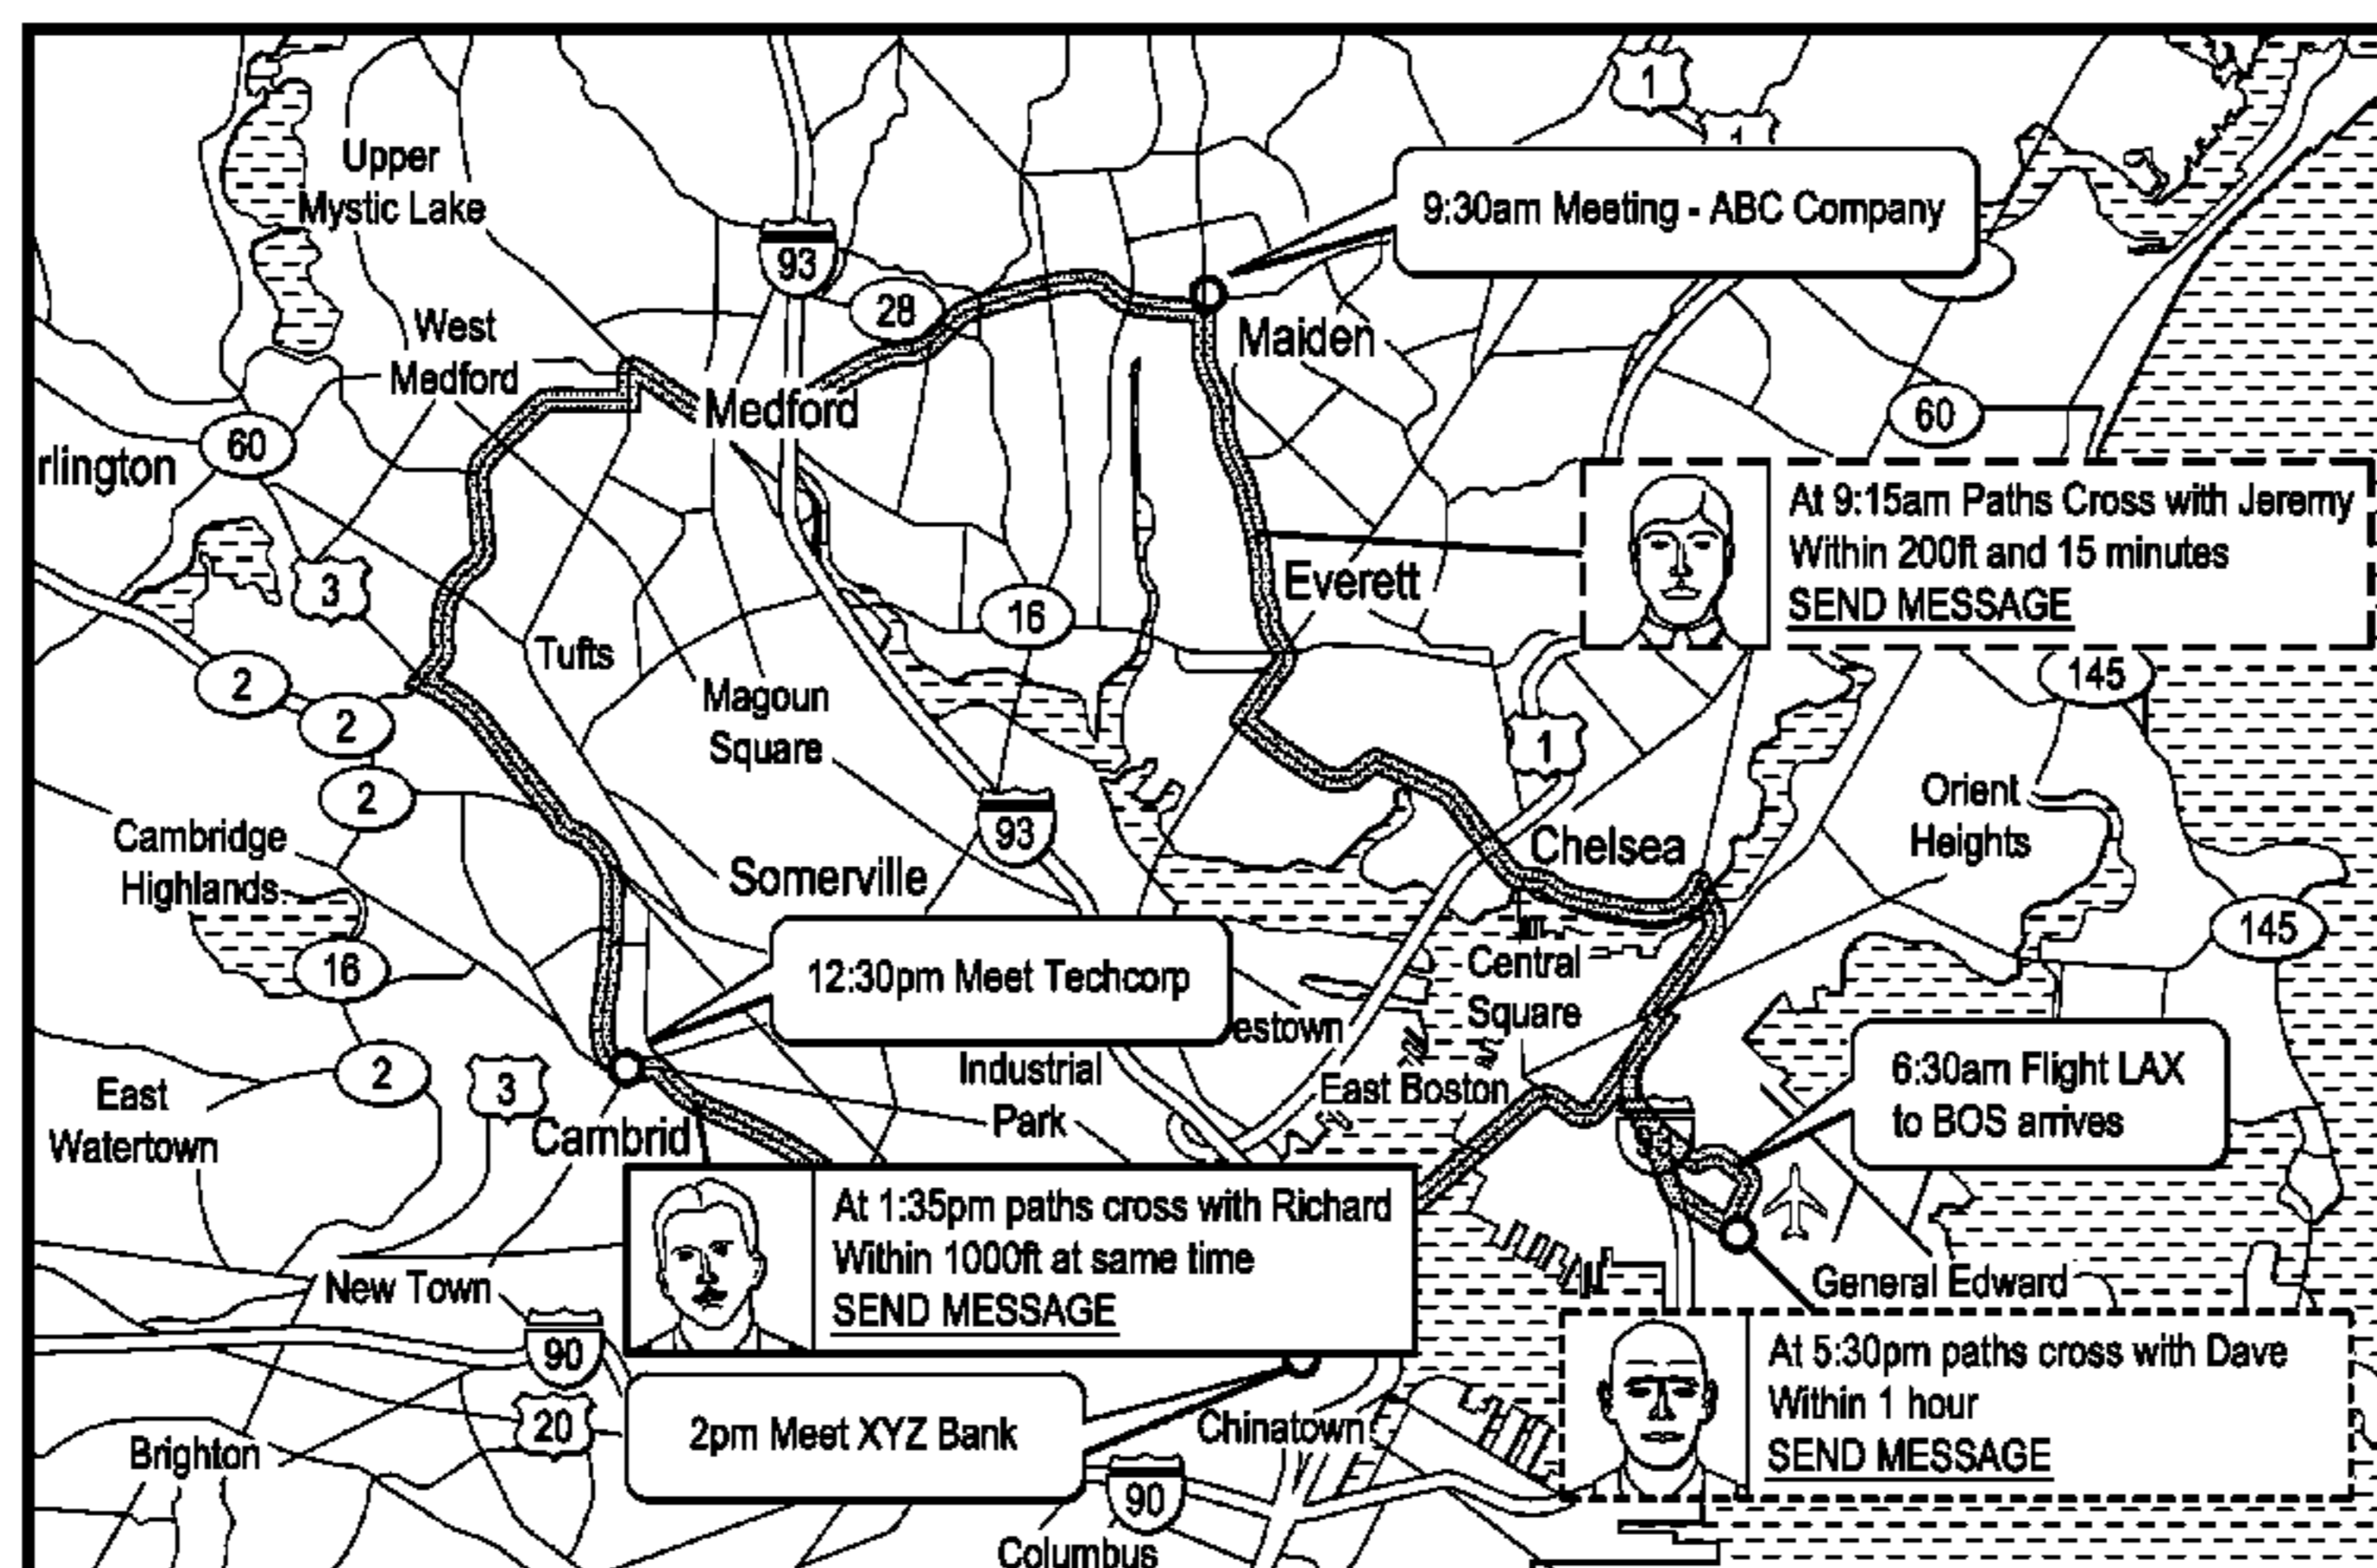 1
1
Upper
Mystic Lake
9:30am Meeting - ABC Company
93
28
West
Medford
Maiden
Medford
60
60
rlington
At 9:15am Paths Cross with Jeremy
Within 200ft and 15 minutes
SEND MESSAGE
3
Everett
16
Tufts
2
145
Magoun
Square
2
1
Orient
Heights
2
93
Cambridge
Highlands
Chelsea
Somerville
145
16
12:30pm Meet Techcorp
Central
Square
estown
2
3
Industrial
Park
East Boston
6:30am Flight LAX
to BOS arrives
East
Watertown
Cambrid
At 1:35pm paths cross with Richard
Within 1000ft at same time
SEND MESSAGE
New Town
General Edward
90
At 5:30pm paths cross with Dave
Within 1 hour
SEND MESSAGE
20
2pm Meet XYZ Bank
Chinatown
Brighton
90
Columbus